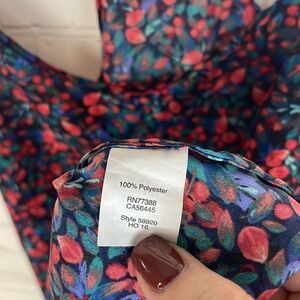 100% Polyester
RN77388
CA56445
Style 58920
HO 16